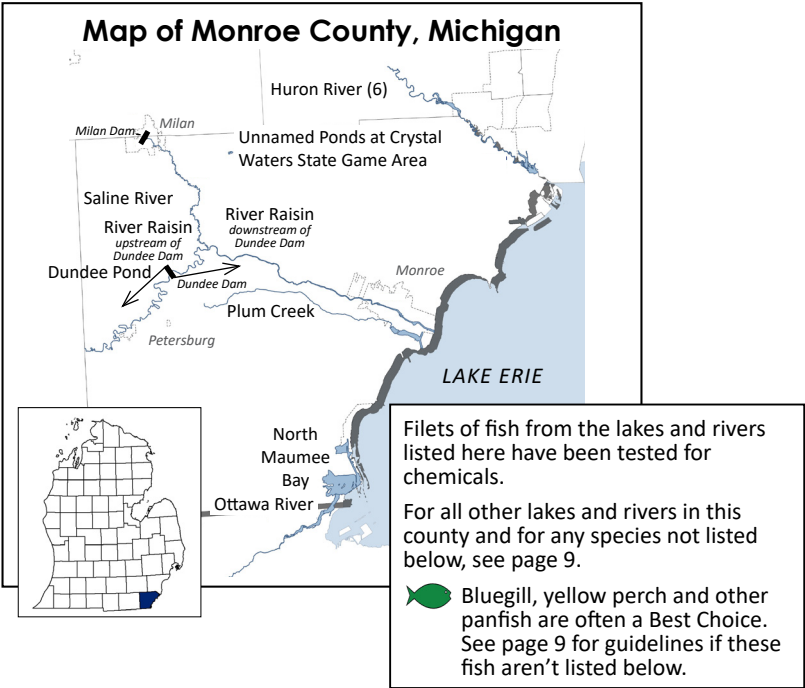 Map of Monroe County, Michigan
Huron River (6)
Milan Dam
Milan
Unnamed Ponds at Crystal
Waters State Game Area
Saline River
River Raisin
upstream of
Dundee Dam
River Raisin
downstream of
Dundee Dam
Dundee Pond
Dundee Dam
Monroe
Plum Creek
Petersburg
LAKE ERIE
North
Maumee
Bay
Ottawa River
Filets of fish from the lakes and rivers
listed here have been tested for
chemicals.
For all other lakes and rivers in this
county and for any species not listed
below, see page 9.
Bluegill, yellow perch and other
panfish are often a Best Choice.
See page 9 for guidelines if these
fish aren't listed below.